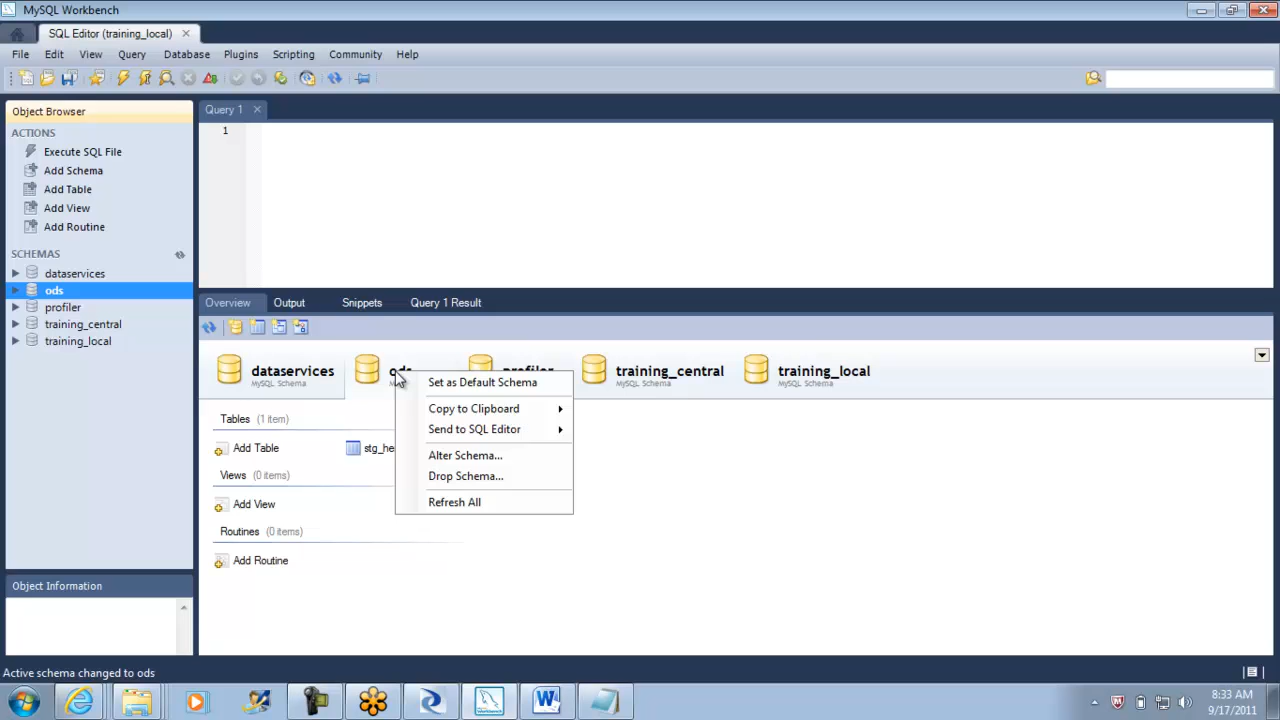 MySQL Workbench
SQL Editor (training_local)
File Edit View Query Database Plugins Scripting Community Help
Object Browser
Query 1
ACTIONS
1
Execute SQL File
Add Schema
Add Table
Add View
Add Routine
SCHEMAS
dataservices
ods
profiler
training_central
training_local
Overview Output Snippets Query 1 Result
dataservices
MySQL Schema
ods
profiler
training_central
MySQL Schema
training_local
MySQL Schema
Set as Default Schema
Copy to Clipboard
Send to SQL Editor
Alter Schema...
Drop Schema...
Refresh All
Tables (1 item)
Add Table
Views (0 items)
Add View
Routines (0 items)
Add Routine
Object Information
Active schema changed to ods
8:33 AM
9/17/2011